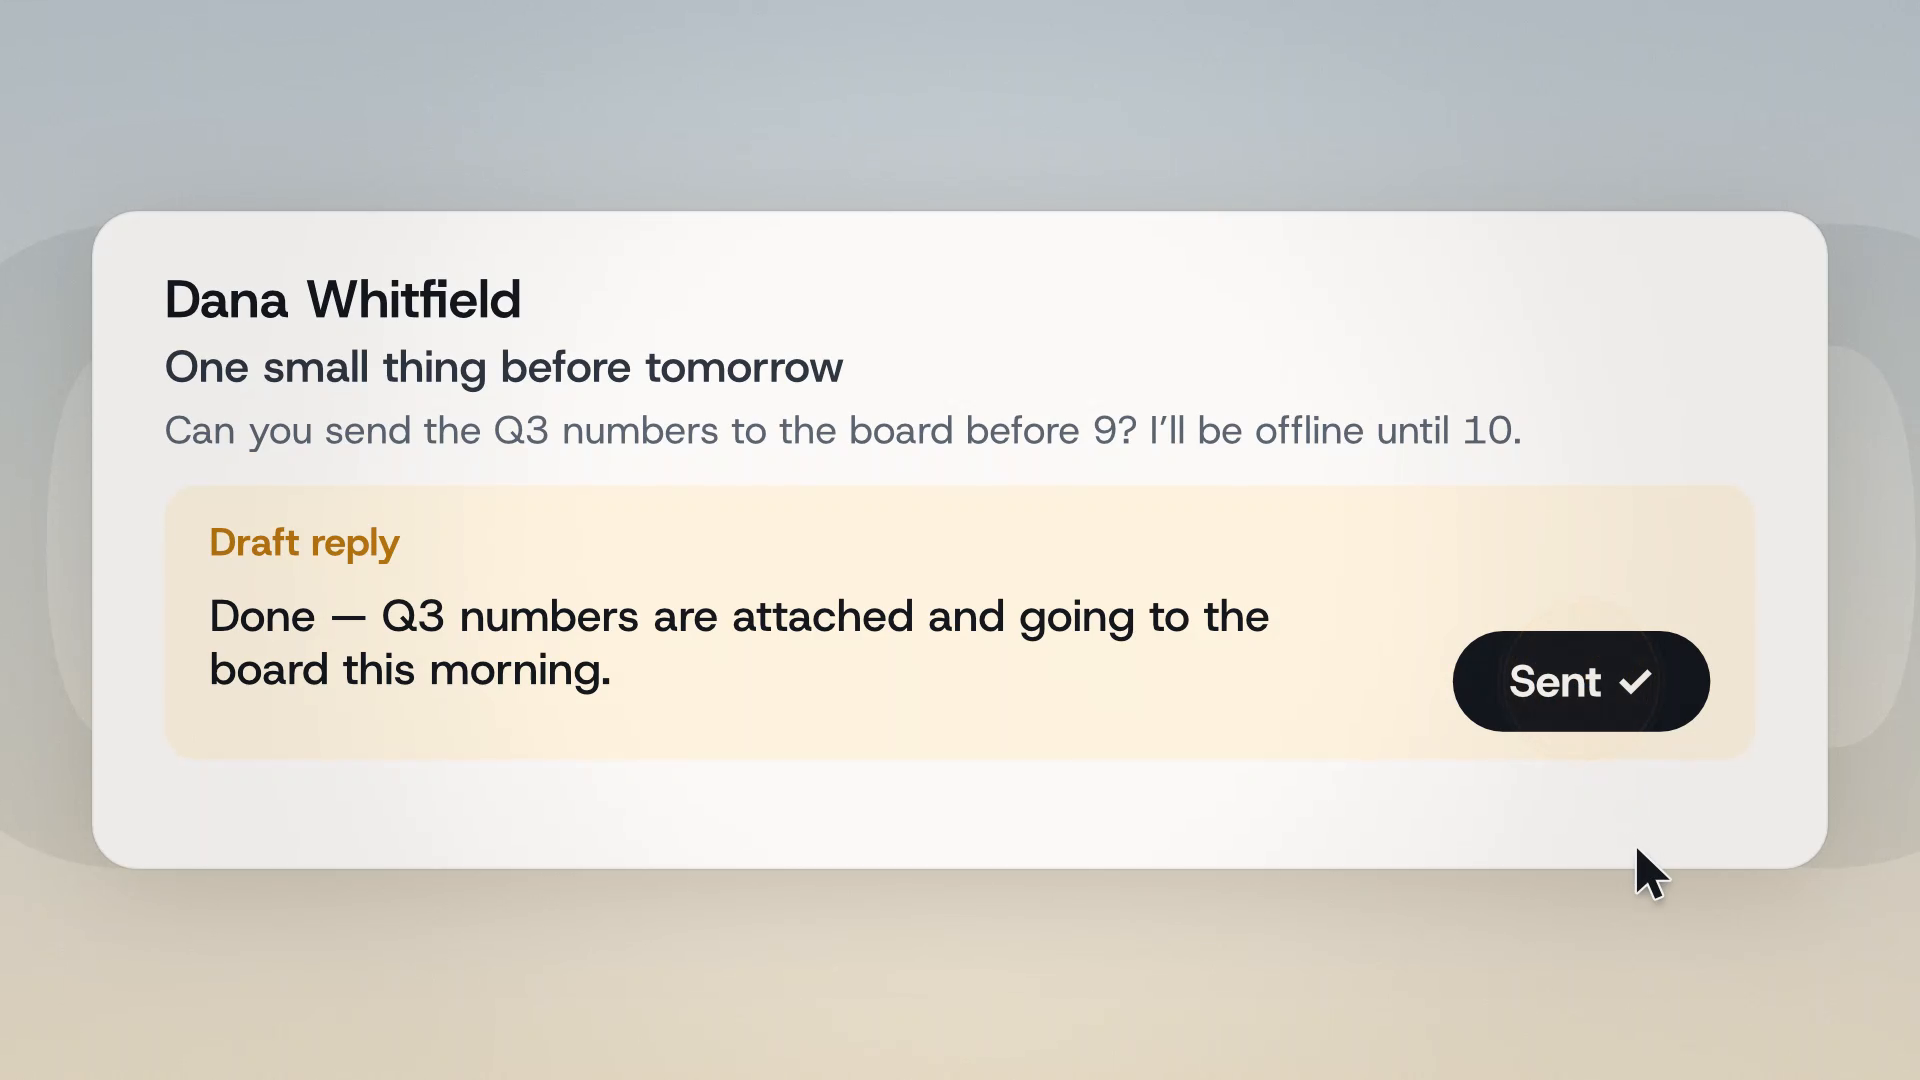 Dana Whitfield
One small thing before tomorrow
Can you send the Q3 numbers to the board before 9? I’ll be offline until 10.
Draft reply
Done — Q3 numbers are attached and going to the
board this morning.
Sent ✓